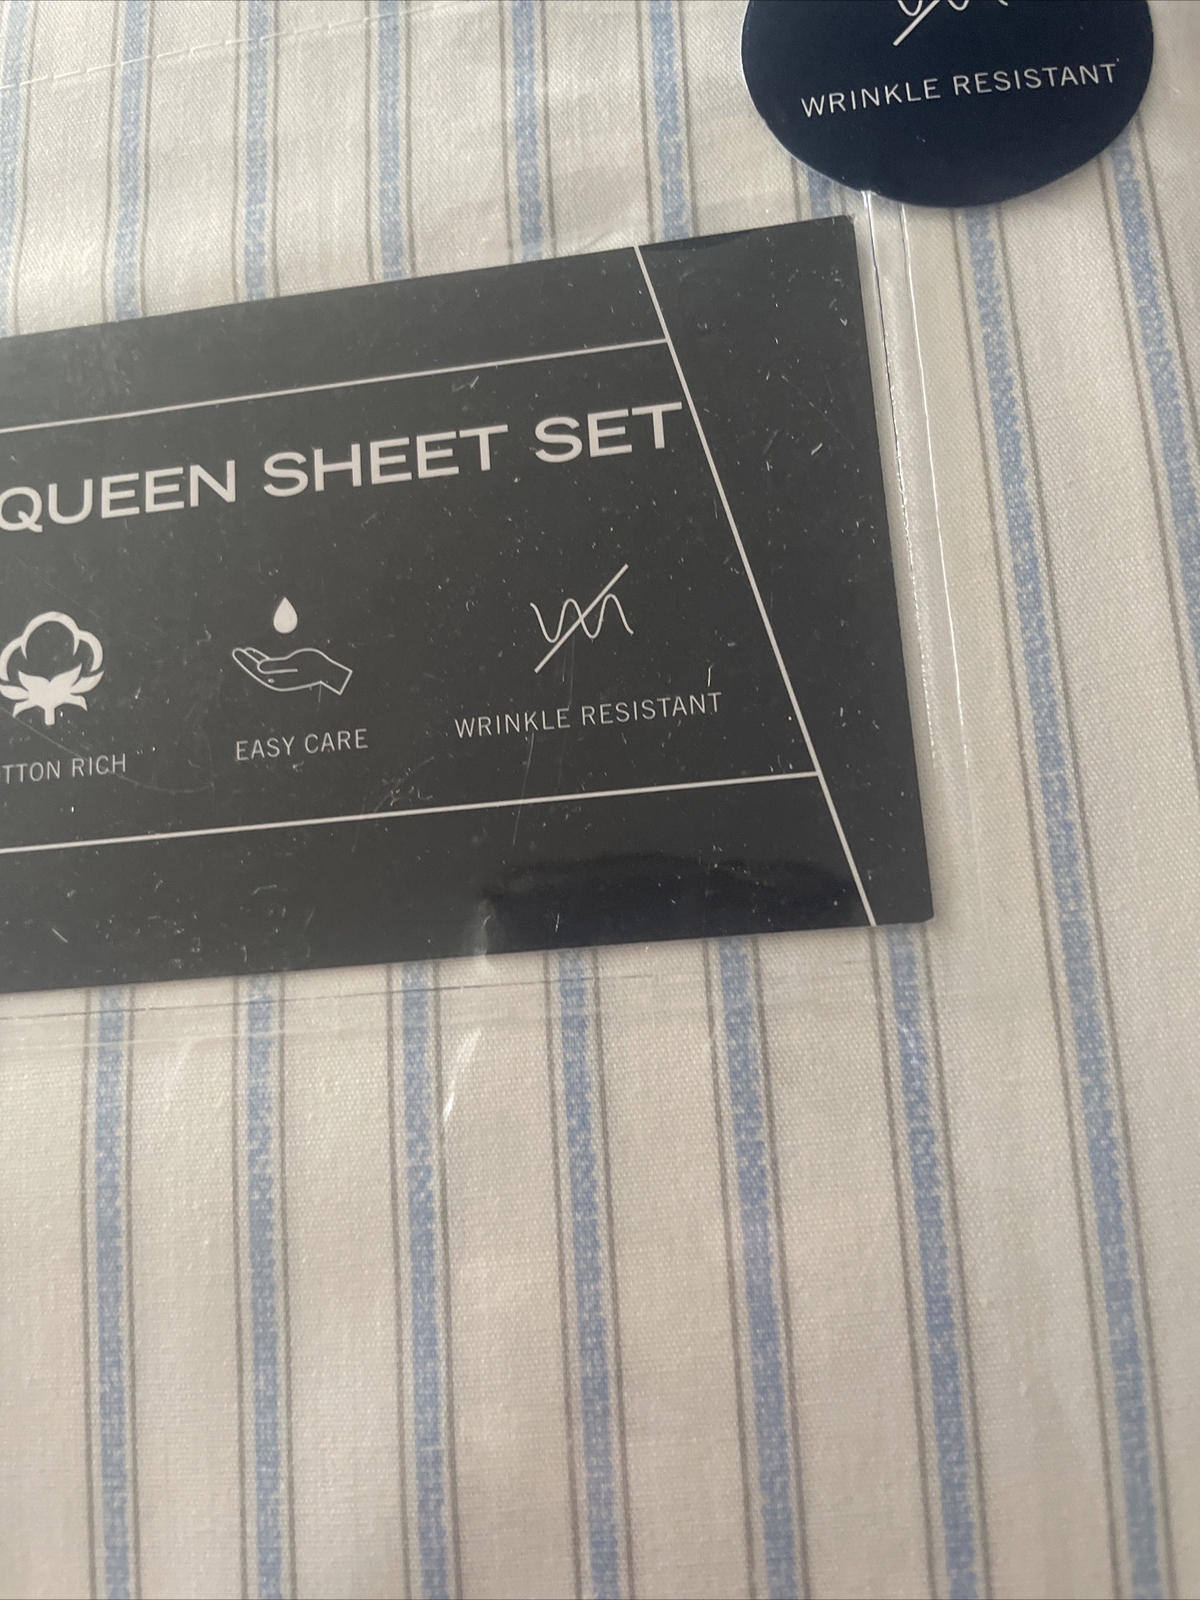 WRINKLE RESISTANT
QUEEN SHEET SET
TTON RICH
EASY CARE
WRINKLE RESISTANT